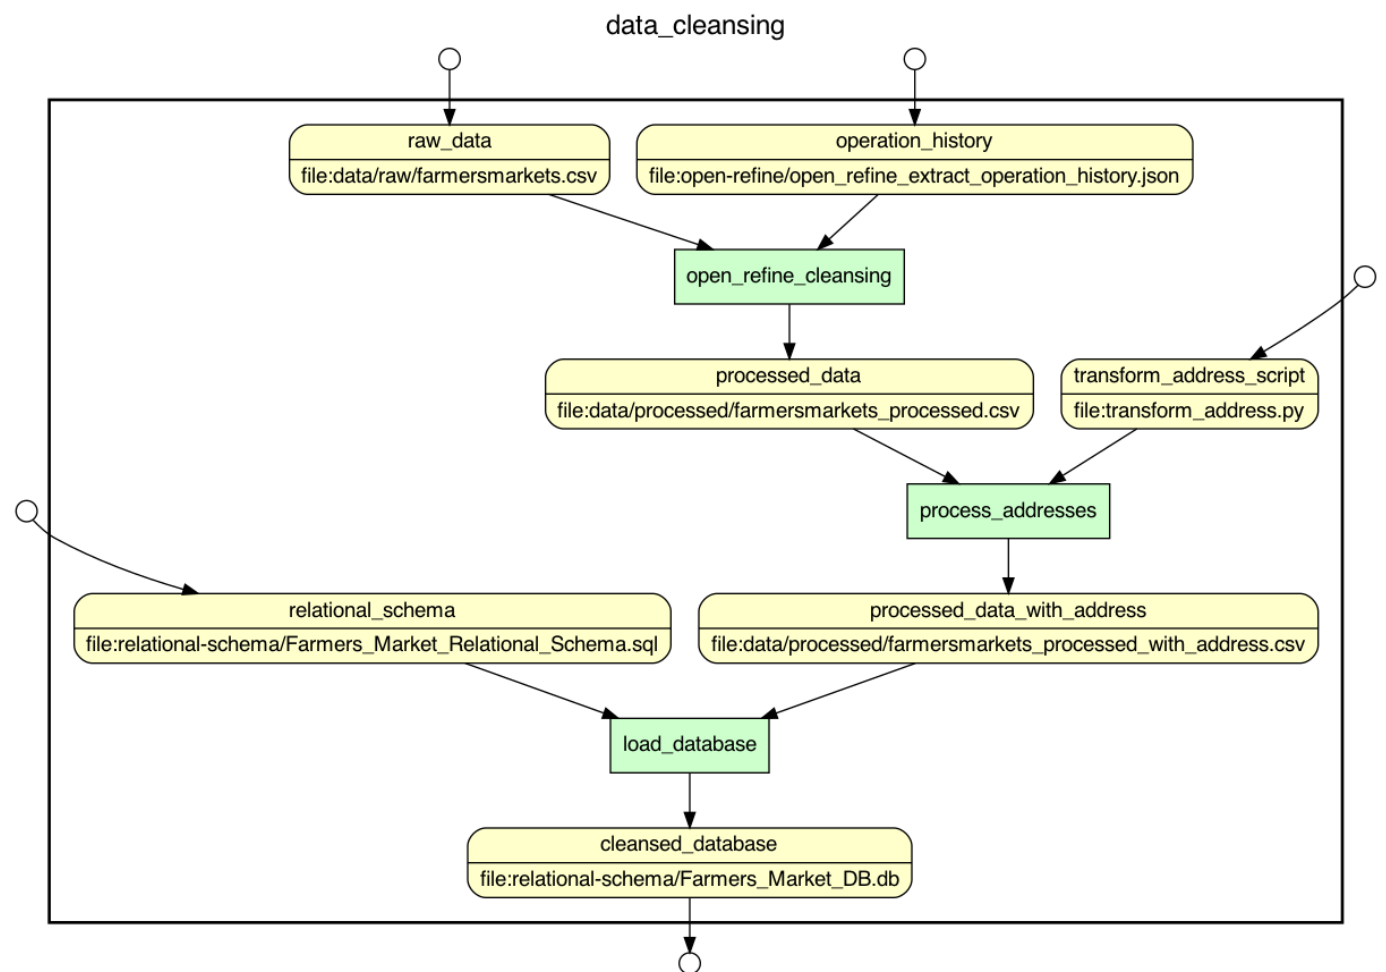 data_cleansing
raw_data
file:data/raw/farmersmarkets.csv
operation_history
file:open-refine/open_refine_extract_operation_history.json
open_refine_cleansing
processed_data
file:data/processed/farmersmarkets_processed.csv
transform_address_script
file:transform_address.py
process_addresses
relational_schema
file:relational-schema/Farmers_Market_Relational_Schema.sql
processed_data_with_address
file:data/processed/farmersmarkets_processed_with_address.csv
load_database
cleansed_database
file:relational-schema/Farmers_Market_DB.db